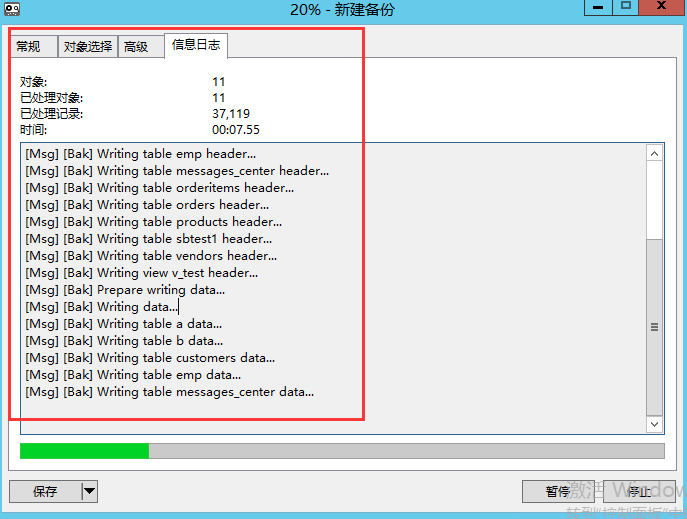 20% - 新建备份
常规 对象选择 高级 信息日志
对象: 11
已处理对象: 11
已处理记录: 37,119
时间: 00:07.55
[Msg] [Bak] Writing table emp header...
[Msg] [Bak] Writing table messages_center header...
[Msg] [Bak] Writing table orderitems header...
[Msg] [Bak] Writing table orders header...
[Msg] [Bak] Writing table products header...
[Msg] [Bak] Writing table sbtest1 header...
[Msg] [Bak] Writing table vendors header...
[Msg] [Bak] Writing view v_test header...
[Msg] [Bak] Prepare writing data...
[Msg] [Bak] Writing data...
[Msg] [Bak] Writing table a data...
[Msg] [Bak] Writing table b data...
[Msg] [Bak] Writing table customers data...
[Msg] [Bak] Writing table emp data...
[Msg] [Bak] Writing table messages_center data...
保存 暂停 停止
激活 Window
转到"控制面板"中